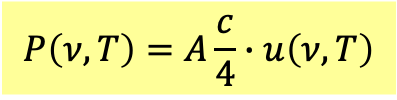 P(ν,T) = A c/4 · u(ν,T)